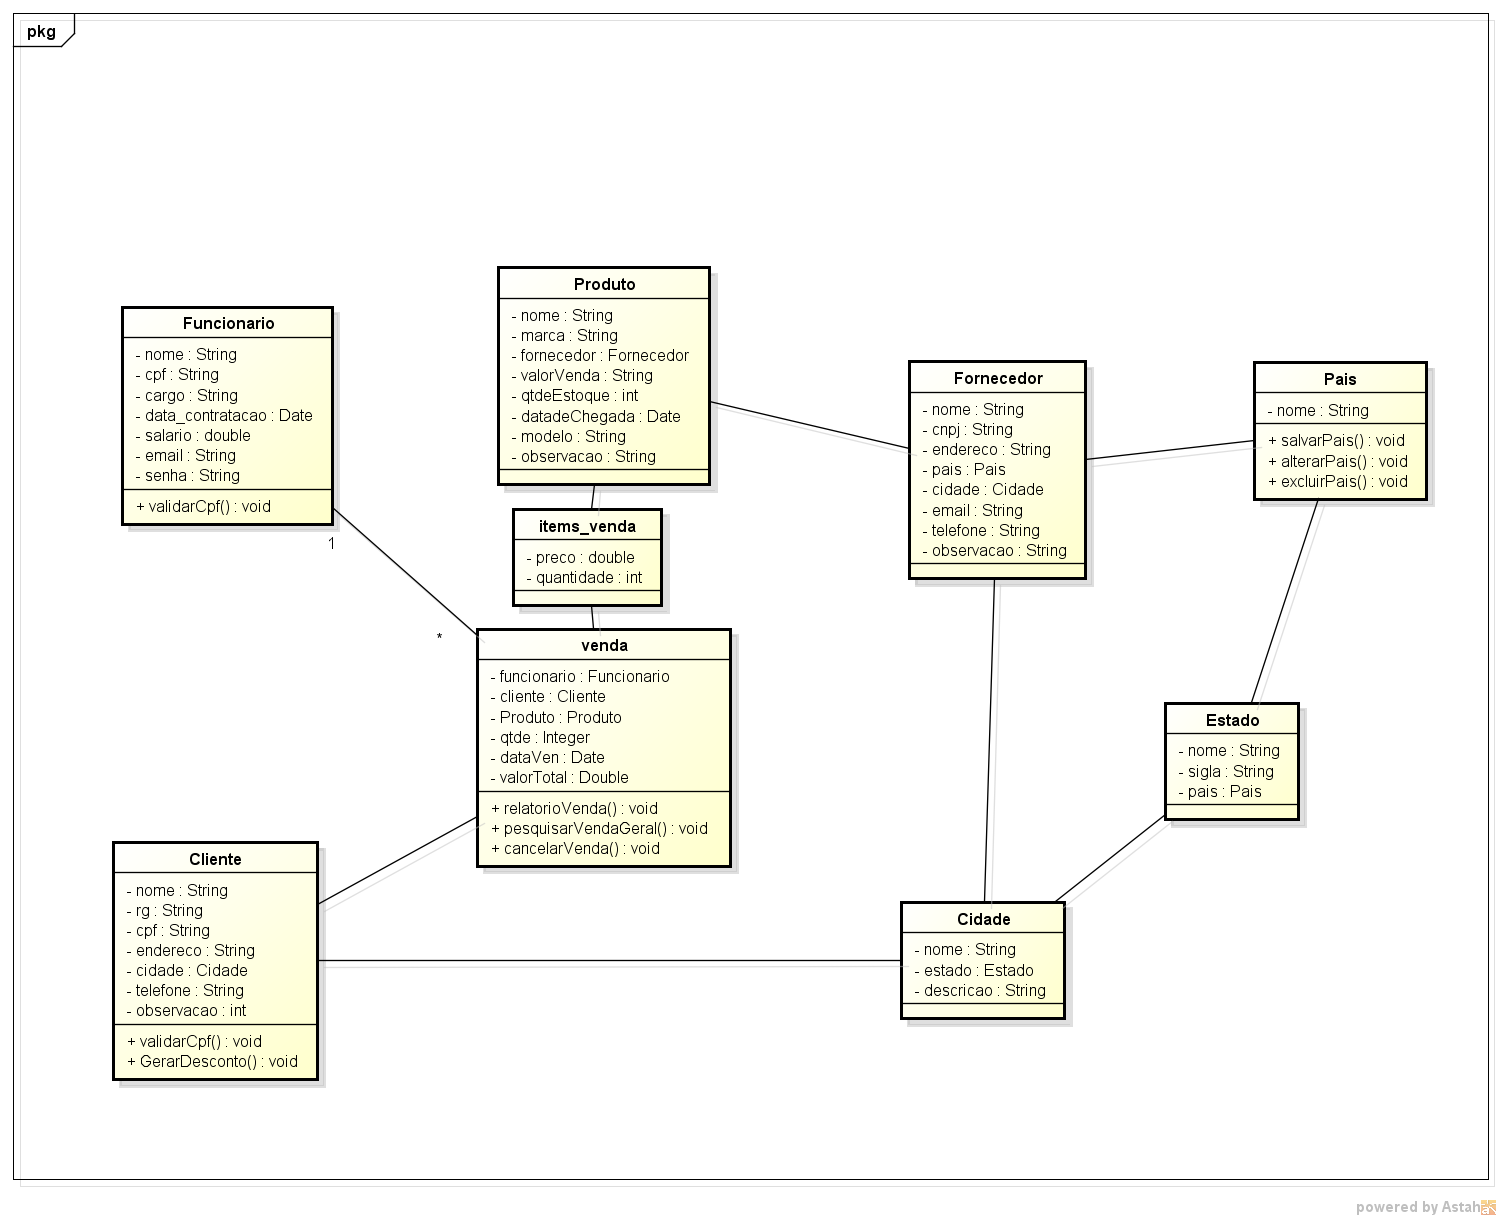 pkg
Produto
- nome : String
- marca : String
- fornecedor : Fornecedor
- valorVenda : String
- qtdeEstoque : int
- datadeChegada : Date
- modelo : String
- observacao : String
Funcionario
- nome : String
- cpf : String
- cargo : String
- data_contratacao : Date
- salario : double
- email : String
- senha : String
+ validarCpf() : void
1
*
Fornecedor
- nome : String
- cnpj : String
- endereco : String
- pais : Pais
- cidade : Cidade
- email : String
- telefone : String
- observacao : String
Pais
- nome : String
+ salvarPais() : void
+ alterarPais() : void
+ excluirPais() : void
items_venda
- preco : double
- quantidade : int
venda
- funcionario : Funcionario
- cliente : Cliente
- Produto : Produto
- qtde : Integer
- dataVen : Date
- valorTotal : Double
+ relatorioVenda() : void
+ pesquisarVendaGeral() : void
+ cancelarVenda() : void
Estado
- nome : String
- sigla : String
- pais : Pais
Cliente
- nome : String
- rg : String
- cpf : String
- endereco : String
- cidade : Cidade
- telefone : String
- observacao : int
+ validarCpf() : void
+ GerarDesconto() : void
Cidade
- nome : String
- estado : Estado
- descricao : String
powered by Astah